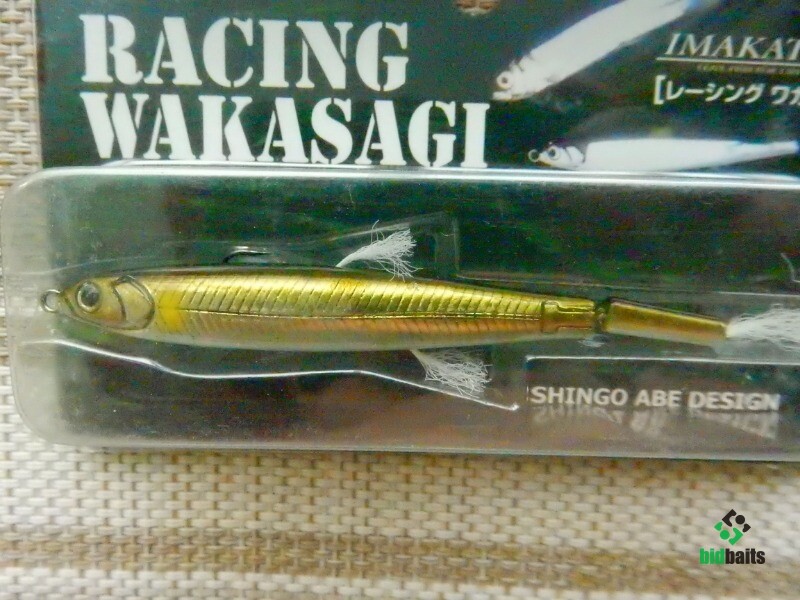 RACING
WAKASAGI
IMAKAT
[レーシング ワカ
SHINGO ABE DESIGN
bidbaits